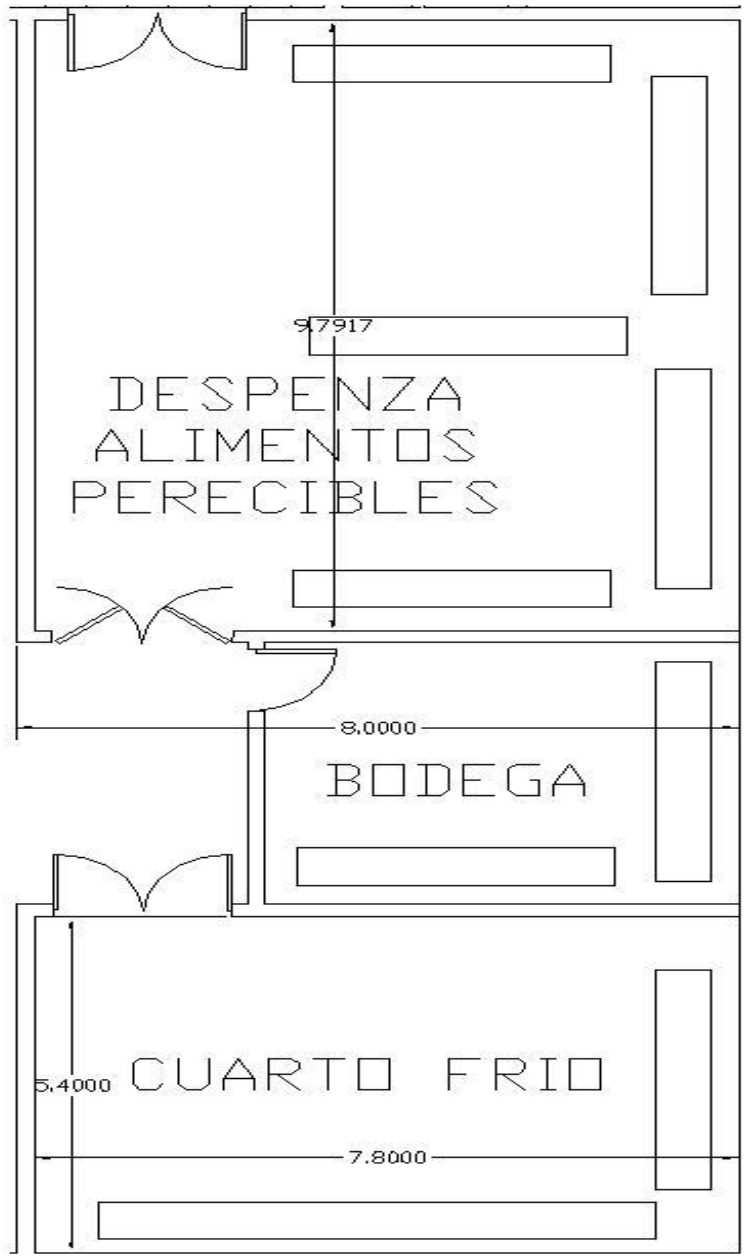 9.7917
DESPENZA
ALIMENTOS
PERECIBLES
8.0000
BODEGA
5.4000
CUARTO FRIO
7.8000